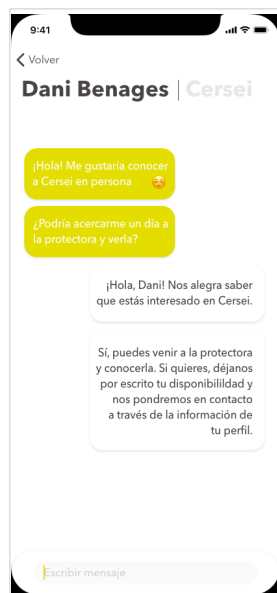 9:41
Volver
Dani Benages | Cersei
¡Hola! Me gustaría conocer
a Cersei en persona
¿Podría acercarme un día a
la protectora y verla?
¡Hola, Dani! Nos alegra saber
que estás interesado en Cersei.
Sí, puedes venir a la protectora
y conocerla. Si quieres, déjanos
por escrito tu disponibilildad y
nos pondremos en contacto
a través de la información de
tu perfil.
Escribir mensaje